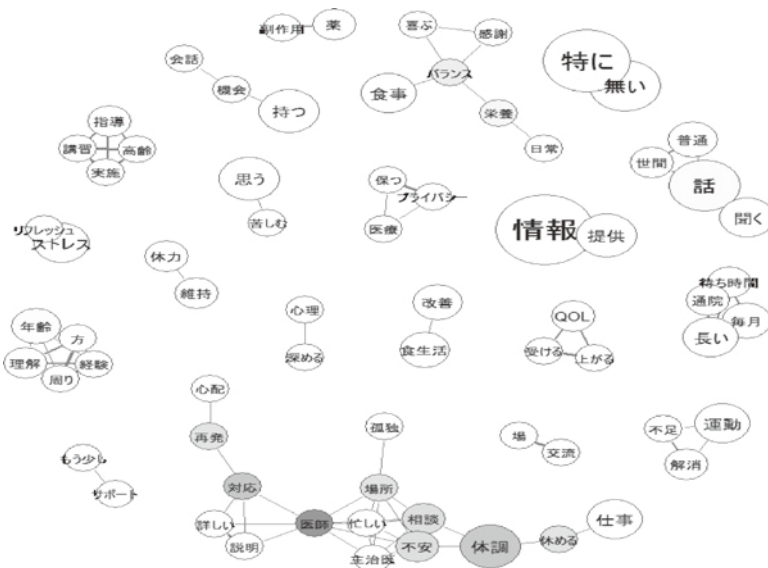 副作用
薬
喜ぶ
感謝
会話
バランス
特に
無い
機会
食事
持つ
栄養
指導
講習
高齢
実施
日常
普通
世間
話
聞く
思う
苦しむ
保つ
プライバシー
医療
情報
提供
リフレッシュ
ストレス
体力
維持
待ち時間
通院
毎月
長い
心理
深める
改善
食生活
QOL
受ける
上がる
年齢
方
理解
経験
周り
心配
再発
孤独
場
交流
不足
運動
解消
もう少し
サポート
対応
場所
詳しい
説明
医師
忙しい
相談
主治医
不安
体調
休める
仕事